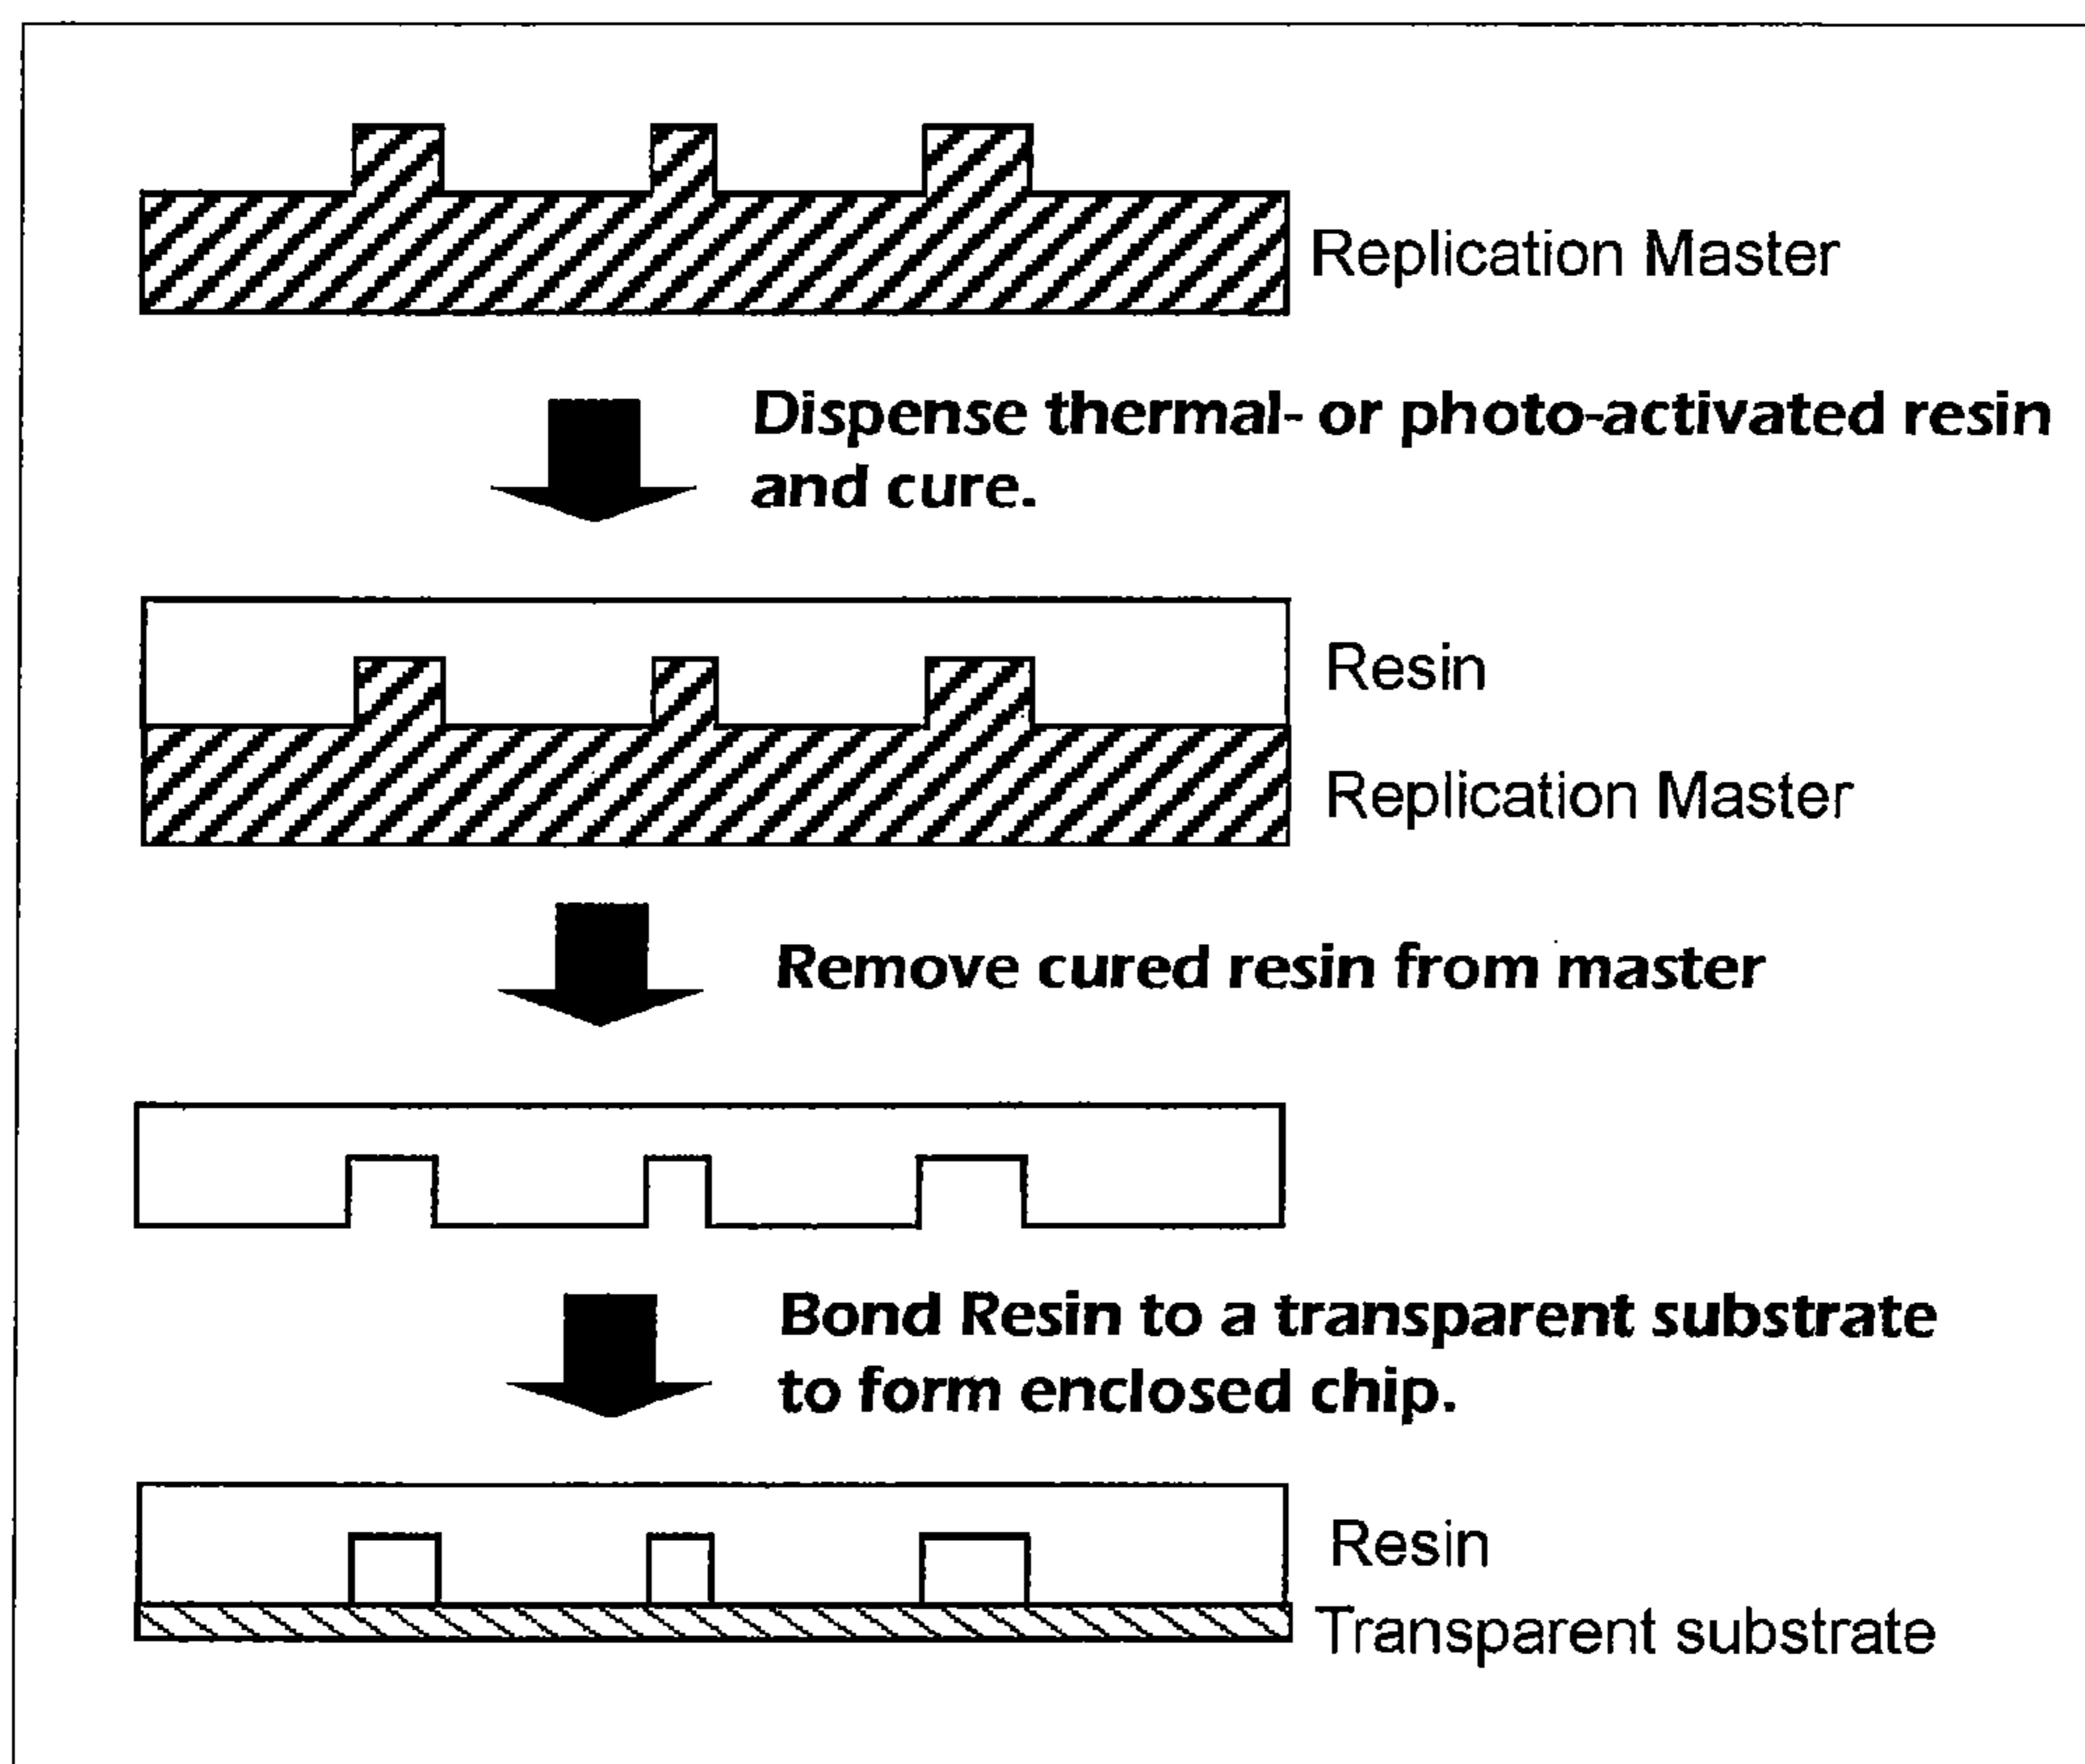 Replication Master
Dispense thermal- or photo-activated resin
and cure.
Resin
Replication Master
Remove cured resin from master
Bond Resin to a transparent substrate
to form enclosed chip.
Resin
Transparent substrate